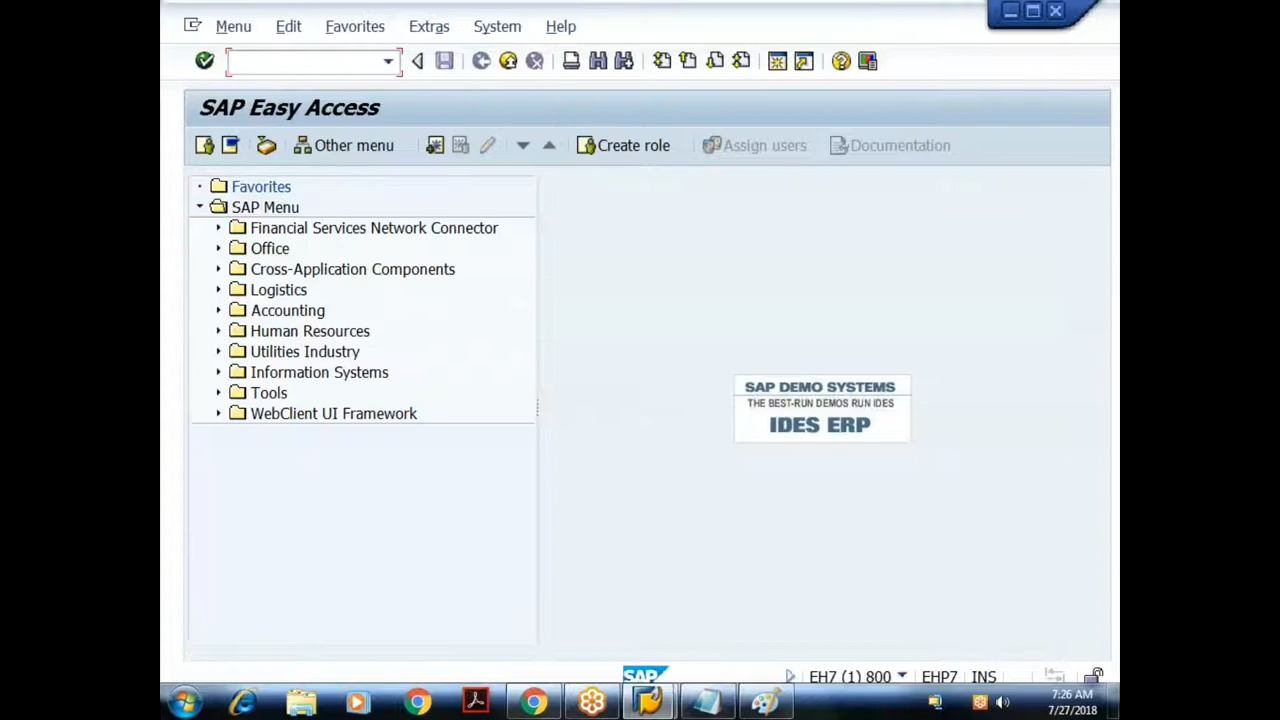 Menu Edit Favorites Extras System Help
SAP Easy Access
Other menu Create role Assign users Documentation
Favorites
SAP Menu
Financial Services Network Connector
Office
Cross-Application Components
Logistics
Accounting
Human Resources
Utilities Industry
Information Systems
Tools
WebClient UI Framework
SAP DEMO SYSTEMS
THE BEST-RUN DEMOS RUN IDES
IDES ERP
SAP EH7 (1) 800 EHP7 INS
7:26 AM
7/27/2018